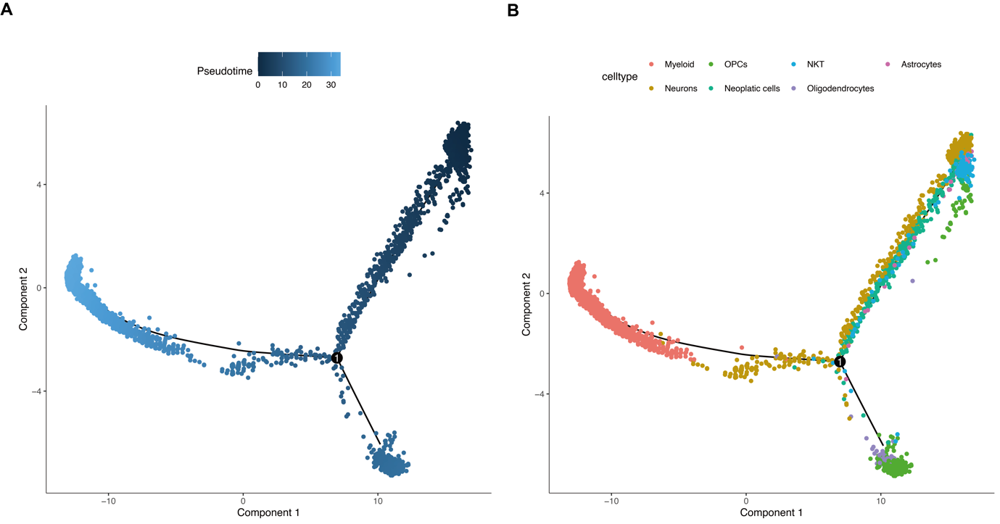 A
Pseudotime
0 10 20 30
Component 2
4
0
−4
1
−10 0 10
Component 1
B
celltype
Myeloid OPCs NKT Astrocytes
Neurons Neoplatic cells Oligodendrocytes
Component 2
4
0
−4
1
−10 0 10
Component 1